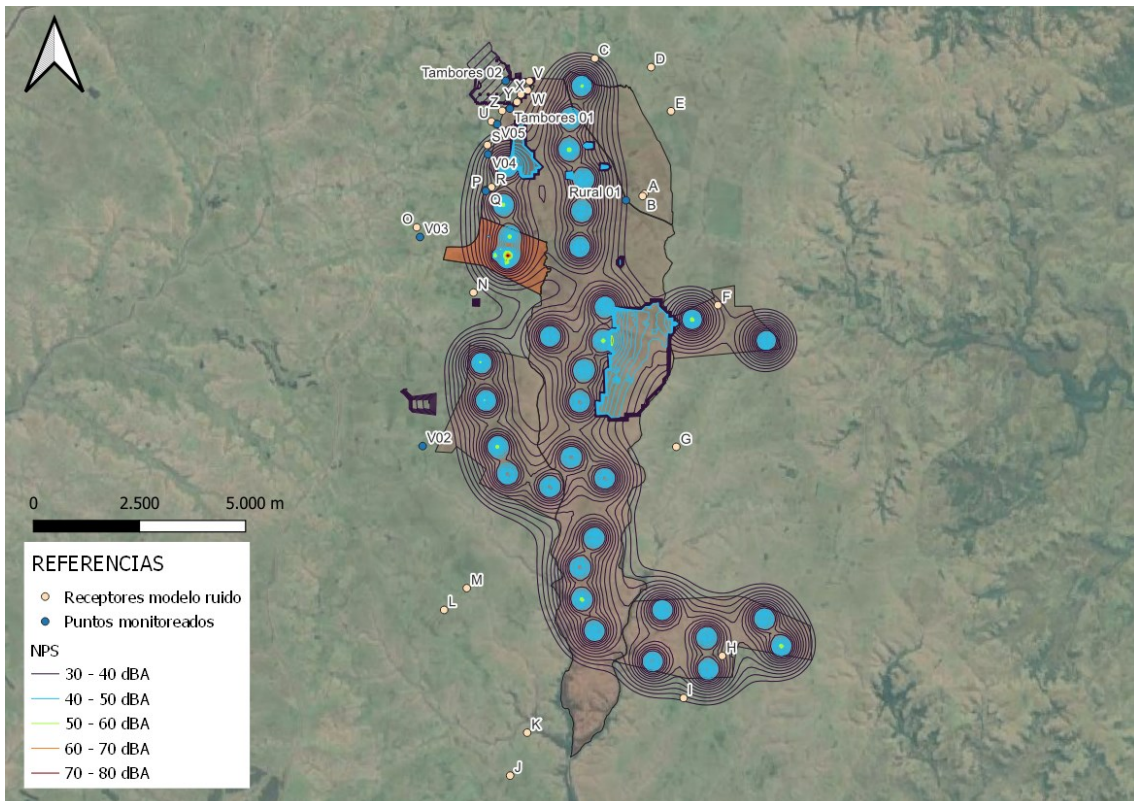 C
D
Tambores 02
V
X
Y
W
E
Z
Tambores 01
U
V05
S
V04
P
R
Q
Rural 01
A
B
O
V03
N
F
V02
G
0 2.500 5.000 m
REFERENCIAS
Receptores modelo ruido
Puntos monitoreados
NPS
30 - 40 dBA
40 - 50 dBA
50 - 60 dBA
60 - 70 dBA
70 - 80 dBA
M
L
H
I
K
J